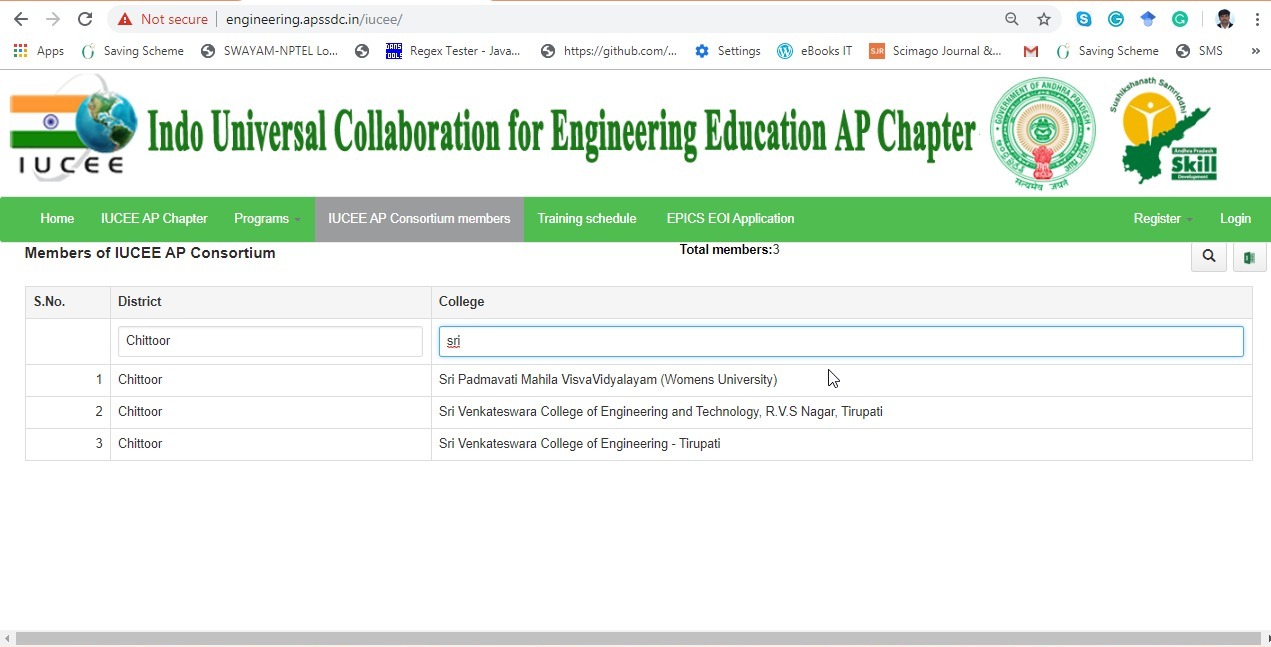 Not secure | engineering.apssdc.in/iucee/
Apps Saving Scheme SWAYAM-NPTEL Lo... Regex Tester - Java... https://github.com/... Settings eBooks IT SJR Scimago Journal &... Saving Scheme SMS »
IUCEE
Indo Universal Collaboration for Engineering Education AP Chapter
GOVERNMENT OF ANDHRA PRADESH
सत्यमेव जयते
Sushikshanath Samriddhi
Andhra Pradesh
Skill
Development
Home IUCEE AP Chapter Programs IUCEE AP Consortium members Training schedule EPICS EOI Application Register Login
Members of IUCEE AP Consortium Total members:3
S.No. District College
Chittoor sri
1 Chittoor Sri Padmavati Mahila VisvaVidyalayam (Womens University)
2 Chittoor Sri Venkateswara College of Engineering and Technology, R.V.S Nagar, Tirupati
3 Chittoor Sri Venkateswara College of Engineering - Tirupati